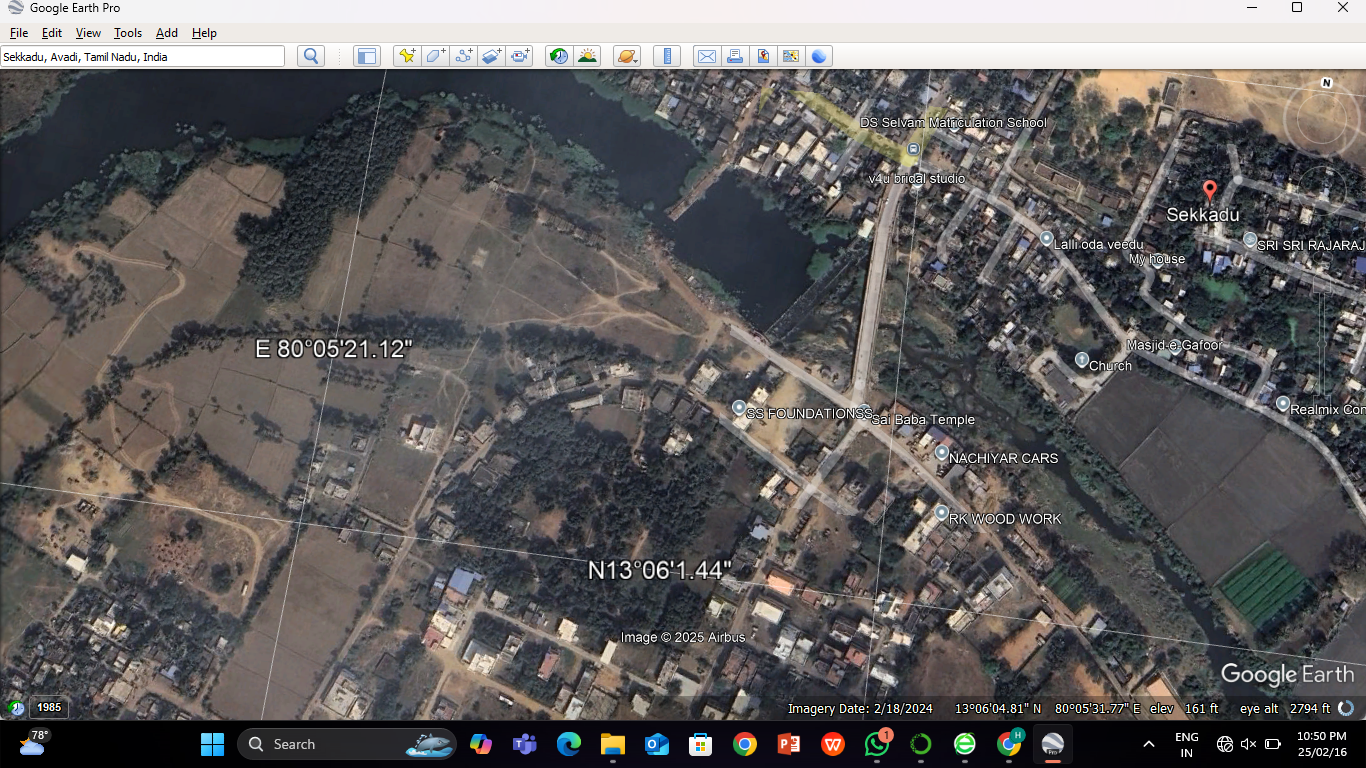 Google Earth Pro
File Edit View Tools Add Help
Sekkadu, Avadi, Tamil Nadu, India
N
DS Selvam Matriculation School
v4u bridal studio
Sekkadu
Lalli oda veedu
SRI SRI RAJARAJ
My house
E 80°05'21.12"
Masjid-e-Gafoor
Church
SS FOUNDATIONSS
Sai Baba Temple
Realmix Con
NACHIYAR CARS
RK WOOD WORK
N13°06'1.44"
Image © 2025 Airbus
Google Earth
1985
Imagery Date: 2/18/2024 13°06'04.81" N 80°05'31.77" E elev 161 ft eye alt 2794 ft
78°
Search
1
H
Pro
ENG
IN
10:50 PM
25/02/16